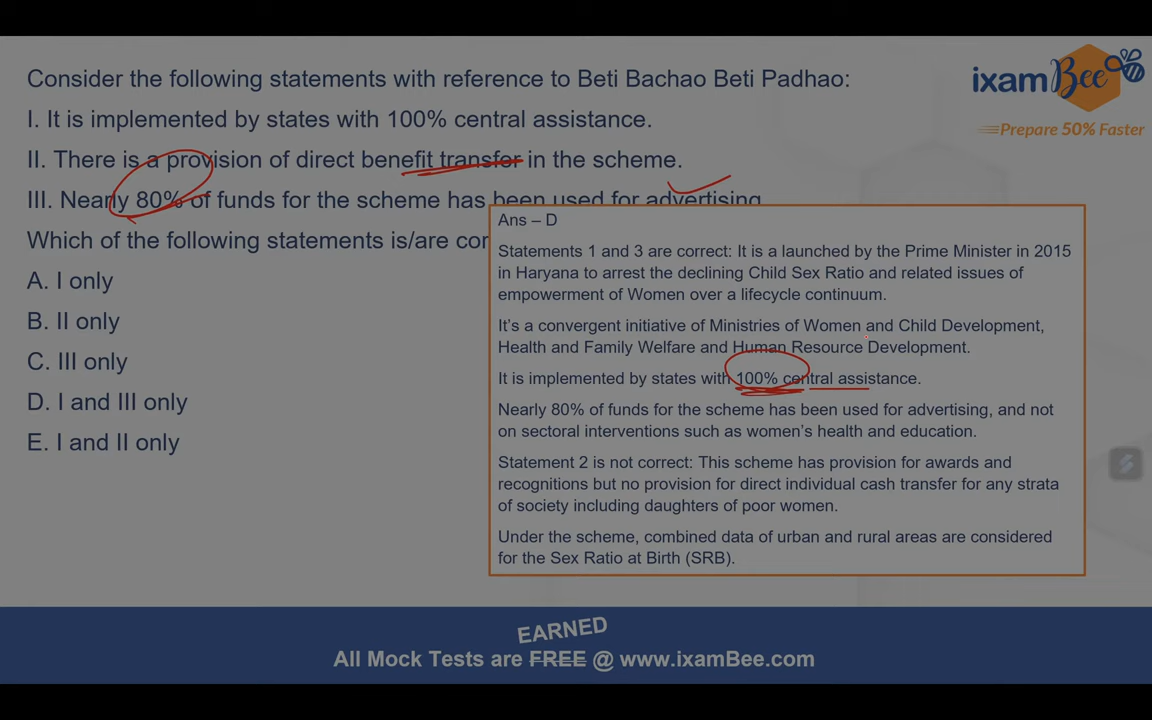 Consider the following statements with reference to Beti Bachao Beti Padhao:
I. It is implemented by states with 100% central assistance.
II. There is a provision of direct benefit transfer in the scheme.
III. Nearly 80% of funds for the scheme has been used for advertising
Which of the following statements is/are cor
A. I only
B. II only
C. III only
D. I and III only
E. I and II only
ixamBee
Prepare 50% Faster
Ans – D
Statements 1 and 3 are correct: It is a launched by the Prime Minister in 2015
in Haryana to arrest the declining Child Sex Ratio and related issues of
empowerment of Women over a lifecycle continuum.
It's a convergent initiative of Ministries of Women and Child Development,
Health and Family Welfare and Human Resource Development.
It is implemented by states with 100% central assistance.
Nearly 80% of funds for the scheme has been used for advertising, and not
on sectoral interventions such as women's health and education.
Statement 2 is not correct: This scheme has provision for awards and
recognitions but no provision for direct individual cash transfer for any strata
of society including daughters of poor women.
Under the scheme, combined data of urban and rural areas are considered
for the Sex Ratio at Birth (SRB).
EARNED
All Mock Tests are FREE @ www.ixamBee.com